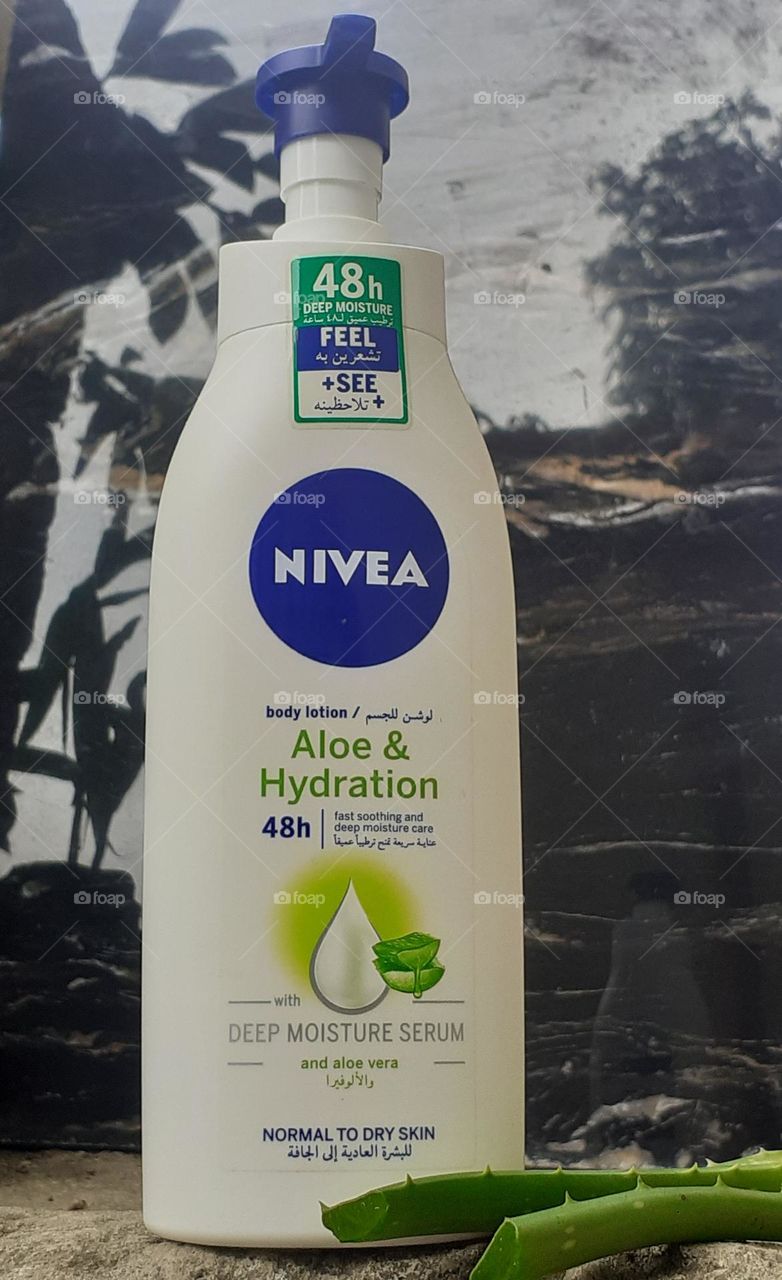 48h
DEEP MOISTURE
ترطيب عميق لـ٤٨ ساعة
FEEL
تشعرين به
+SEE
تلاحظينه +
NIVEA
body lotion / لوشن للجسم
Aloe &
Hydration
48h
fast soothing and
deep moisture care
عناية سريعة تمنح ترطيباً عميقاً
with
DEEP MOISTURE SERUM
and aloe vera
والألوفيرا
NORMAL TO DRY SKIN
للبشرة العادية إلى الجافة
foap